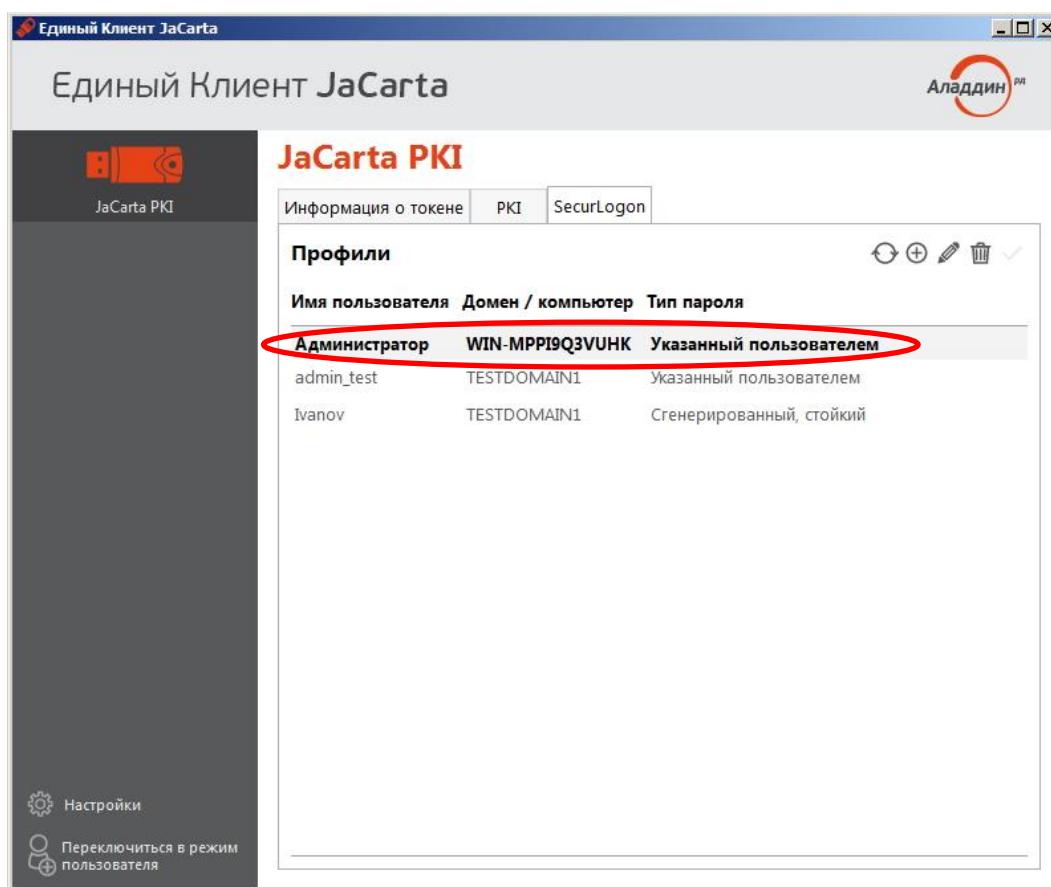 Единый Клиент JaCarta
Единый Клиент JaCarta
Аладдин РД
JaCarta PKI
JaCarta PKI
Информация о токене PKI SecurLogon
Профили
Имя пользователя Домен / компьютер Тип пароля
Администратор WIN-MPPI9Q3VUHK Указанный пользователем
admin_test TESTDOMAIN1 Указанный пользователем
Ivanov TESTDOMAIN1 Сгенерированный, стойкий
Настройки
Переключиться в режим
пользователя